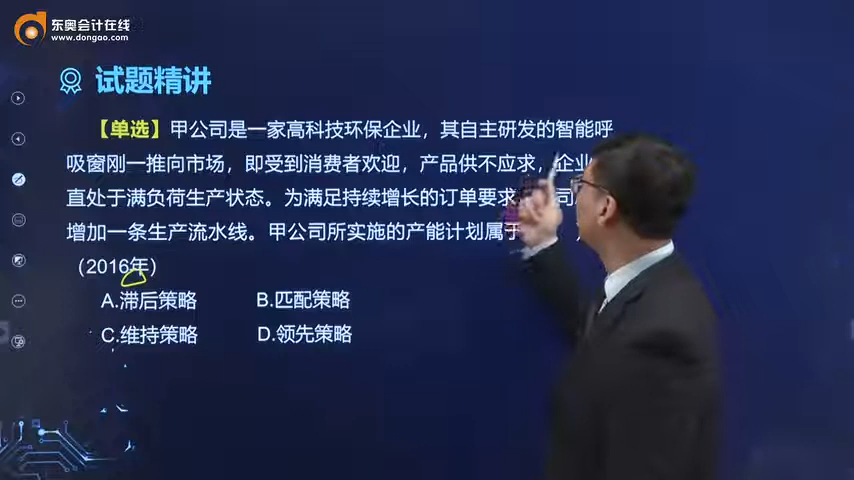 东奥会计在线
www.dongao.com
试题精讲
【单选】甲公司是一家高科技环保企业，其自主研发的智能呼
吸窗刚一推向市场，即受到消费者欢迎，产品供不应求，企业
直处于满负荷生产状态。为满足持续增长的订单要求
增加一条生产流水线。甲公司所实施的产能计划属于
（2016年）
A.滞后策略 B.匹配策略
C.维持策略 D.领先策略